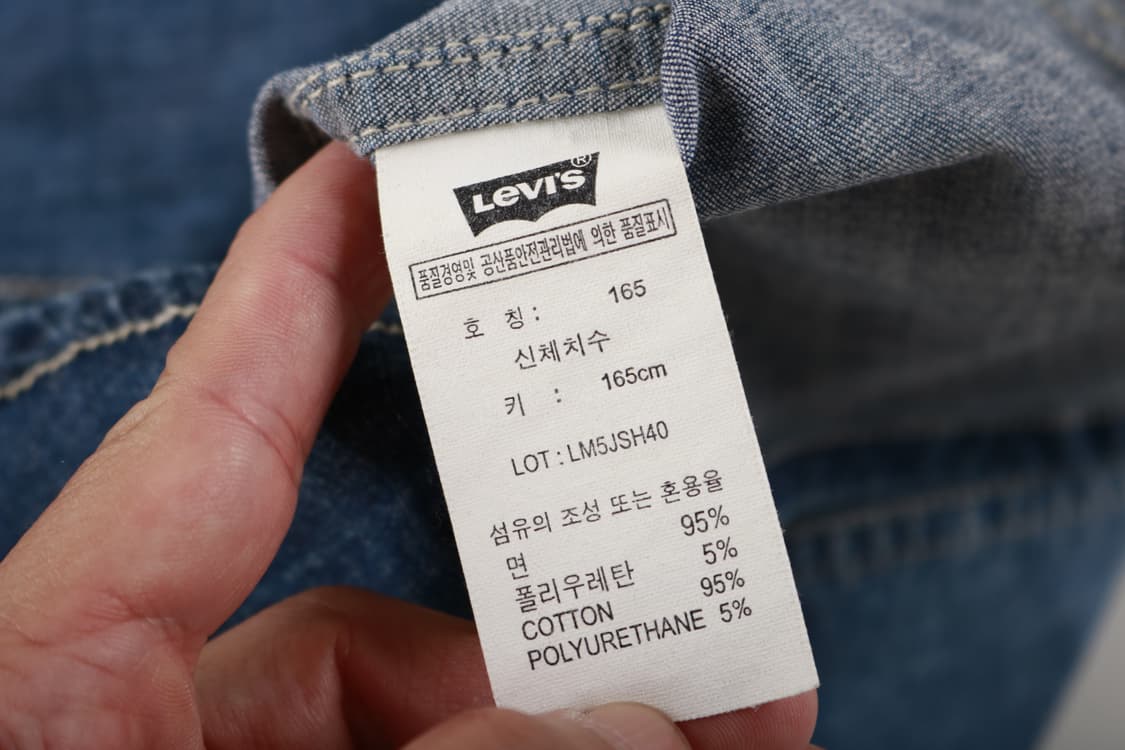 LEVI'S®
품질경영및 공산품안전관리법에 의한 품질표시
호 칭 : 165
신체치수
키 : 165cm
LOT : LM5JSH40
섬유의 조성 또는 혼용율
면 95%
폴리우레탄 5%
COTTON 95%
POLYURETHANE 5%